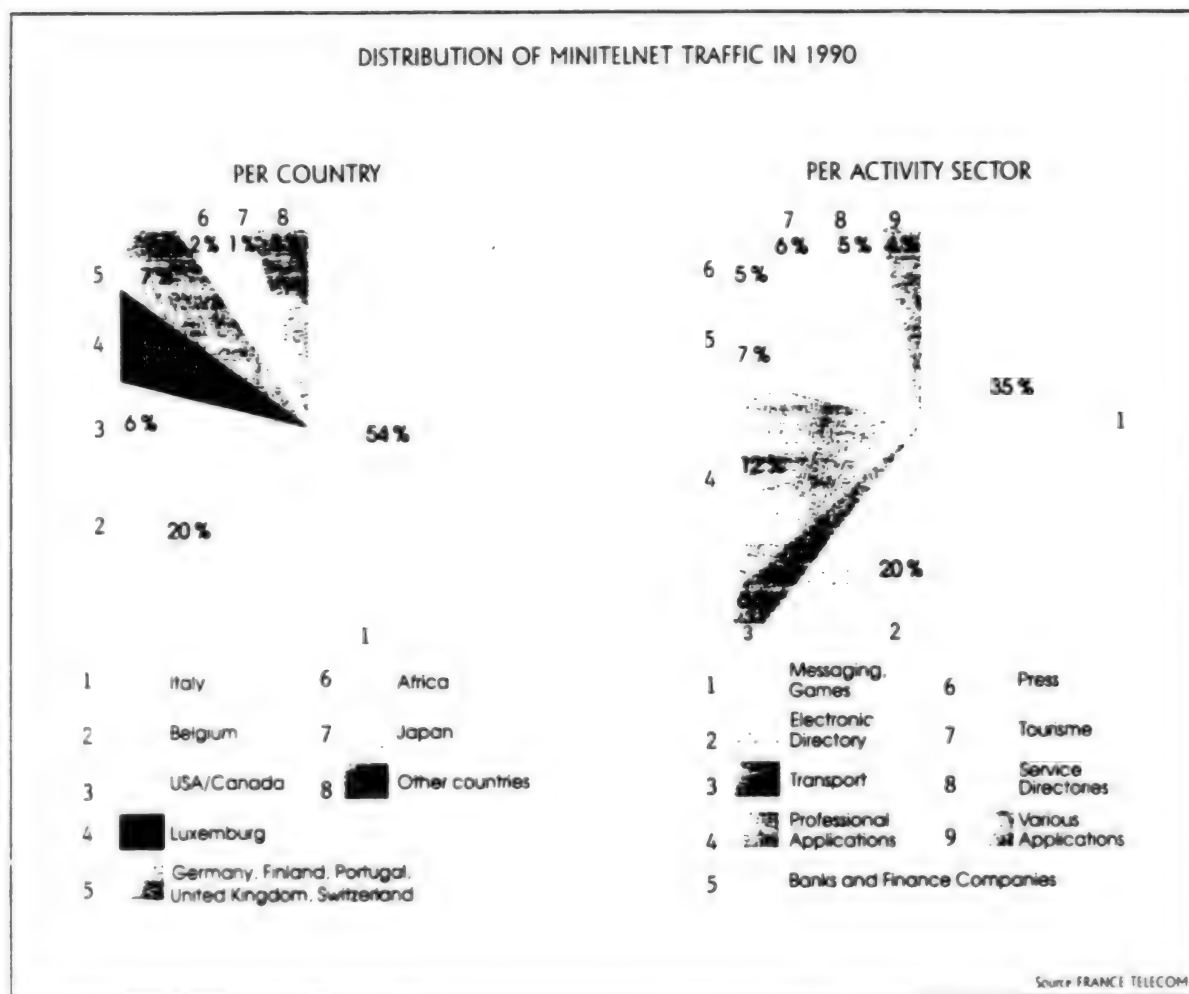 DISTRIBUTION OF MINITELNET TRAFFIC IN 1990
PER COUNTRY
6 7 8
2% 1%
5 7%
4
3 6%
54%
2 20%
1
1 Italy 6 Africa
2 Belgium 7 Japan
3 USA/Canada 8 Other countries
4 Luxemburg
5 Germany, Finland, Portugal,
United Kingdom, Switzerland
PER ACTIVITY SECTOR
7 8 9
6% 5% 4%
6 5%
5 7%
35%
1
4 12%
20%
3 2
1 Messaging, 6 Press
Games
2 Electronic 7 Tourisme
Directory
3 Transport 8 Service
Directories
4 Professional 9 Various
Applications Applications
5 Banks and Finance Companies
Source FRANCE TELECOM